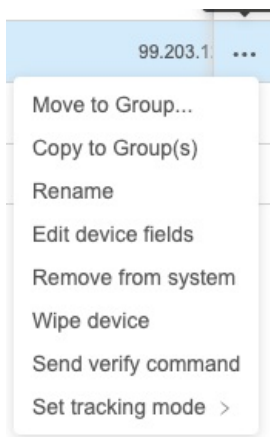 99.203.1
...
Move to Group...
Copy to Group(s)
Rename
Edit device fields
Remove from system
Wipe device
Send verify command
Set tracking mode >